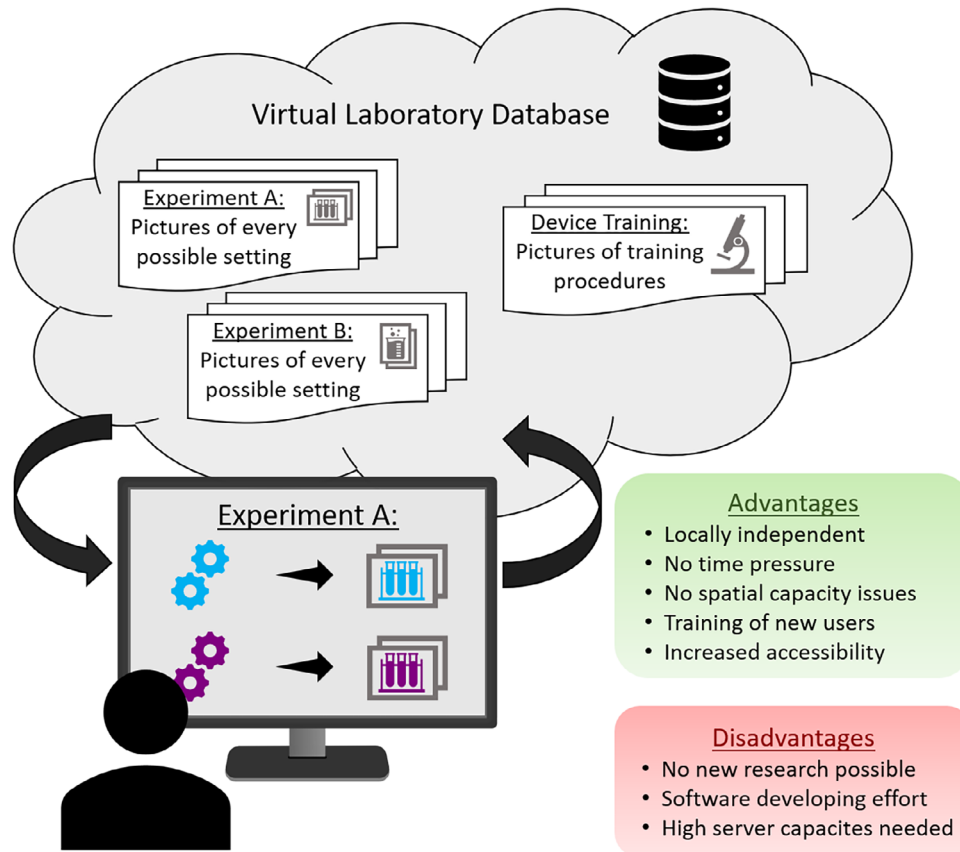 Virtual Laboratory Database
Experiment A:
Pictures of every
possible setting
Device Training:
Pictures of training
procedures
Experiment B:
Pictures of every
possible setting
Experiment A:
Advantages
• Locally independent
• No time pressure
• No spatial capacity issues
• Training of new users
• Increased accessibility
Disadvantages
• No new research possible
• Software developing effort
• High server capacites needed